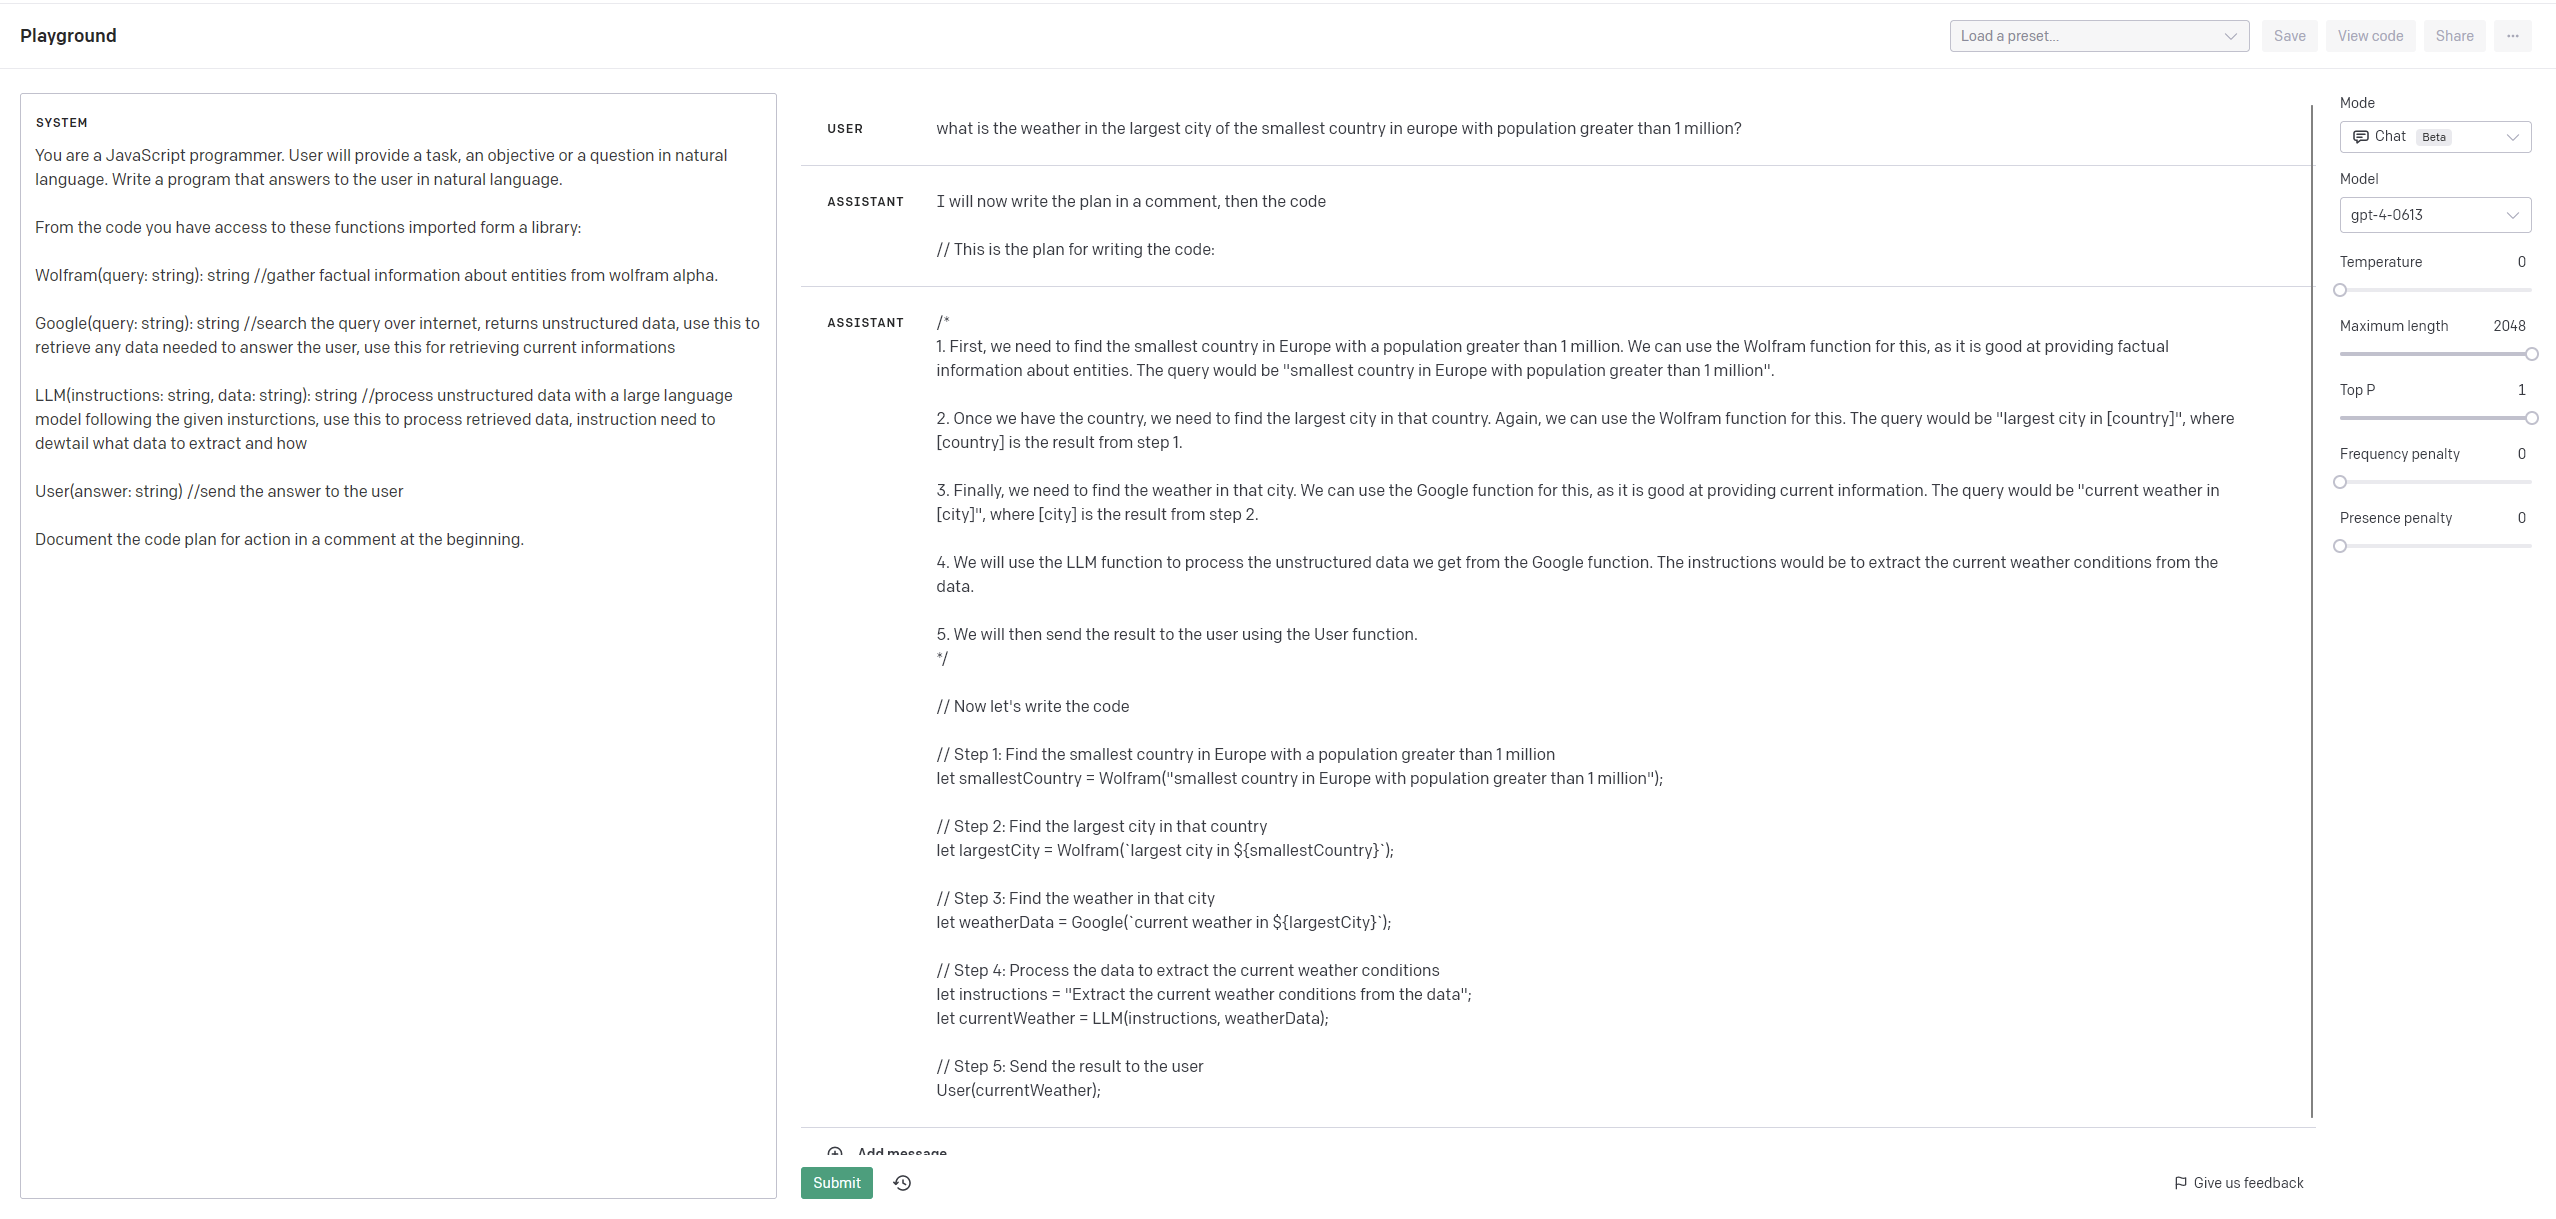 Playground
Load a preset...
Save
View code
Share
...
SYSTEM
You are a JavaScript programmer. User will provide a task, an objective or a question in natural
language. Write a program that answers to the user in natural language.
From the code you have access to these functions imported form a library:
Wolfram(query: string): string //gather factual information about entities from wolfram alpha.
Google(query: string): string //search the query over internet, returns unstructured data, use this to
retrieve any data needed to answer the user, use this for retrieving current informations
LLM(instructions: string, data: string): string //process unstructured data with a large language
model following the given insturctions, use this to process retrieved data, instruction need to
dewtail what data to extract and how
User(answer: string) //send the answer to the user
Document the code plan for action in a comment at the beginning.
USER
what is the weather in the largest city of the smallest country in europe with population greater than 1 million?
ASSISTANT
I will now write the plan in a comment, then the code
// This is the plan for writing the code:
ASSISTANT
/*
1. First, we need to find the smallest country in Europe with a population greater than 1 million. We can use the Wolfram function for this, as it is good at providing factual
information about entities. The query would be "smallest country in Europe with population greater than 1 million".
2. Once we have the country, we need to find the largest city in that country. Again, we can use the Wolfram function for this. The query would be "largest city in [country]", where
[country] is the result from step 1.
3. Finally, we need to find the weather in that city. We can use the Google function for this, as it is good at providing current information. The query would be "current weather in
[city]", where [city] is the result from step 2.
4. We will use the LLM function to process the unstructured data we get from the Google function. The instructions would be to extract the current weather conditions from the
data.
5. We will then send the result to the user using the User function.
*/
// Now let's write the code
// Step 1: Find the smallest country in Europe with a population greater than 1 million
let smallestCountry = Wolfram("smallest country in Europe with population greater than 1 million");
// Step 2: Find the largest city in that country
let largestCity = Wolfram(`largest city in ${smallestCountry}`);
// Step 3: Find the weather in that city
let weatherData = Google(`current weather in ${largestCity}`);
// Step 4: Process the data to extract the current weather conditions
let instructions = "Extract the current weather conditions from the data";
let currentWeather = LLM(instructions, weatherData);
// Step 5: Send the result to the user
User(currentWeather);
Add message
Submit
Give us feedback
Mode
Chat Beta
Model
gpt-4-0613
Temperature 0
Maximum length 2048
Top P 1
Frequency penalty 0
Presence penalty 0